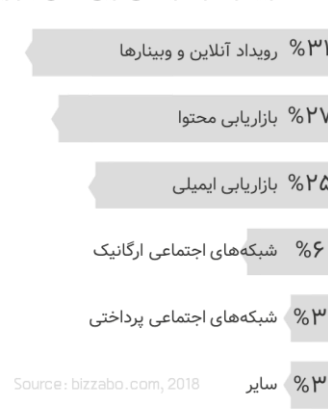 %۳۱ رویداد آنلاین و وبینارها
%۲۷ بازاریابی محتوا
%۲۵ بازاریابی ایمیلی
%۶ شبکه‌های اجتماعی ارگانیک
%۳ شبکه‌های اجتماعی پرداختی
%۳ سایر
Source: bizzabo.com, 2018